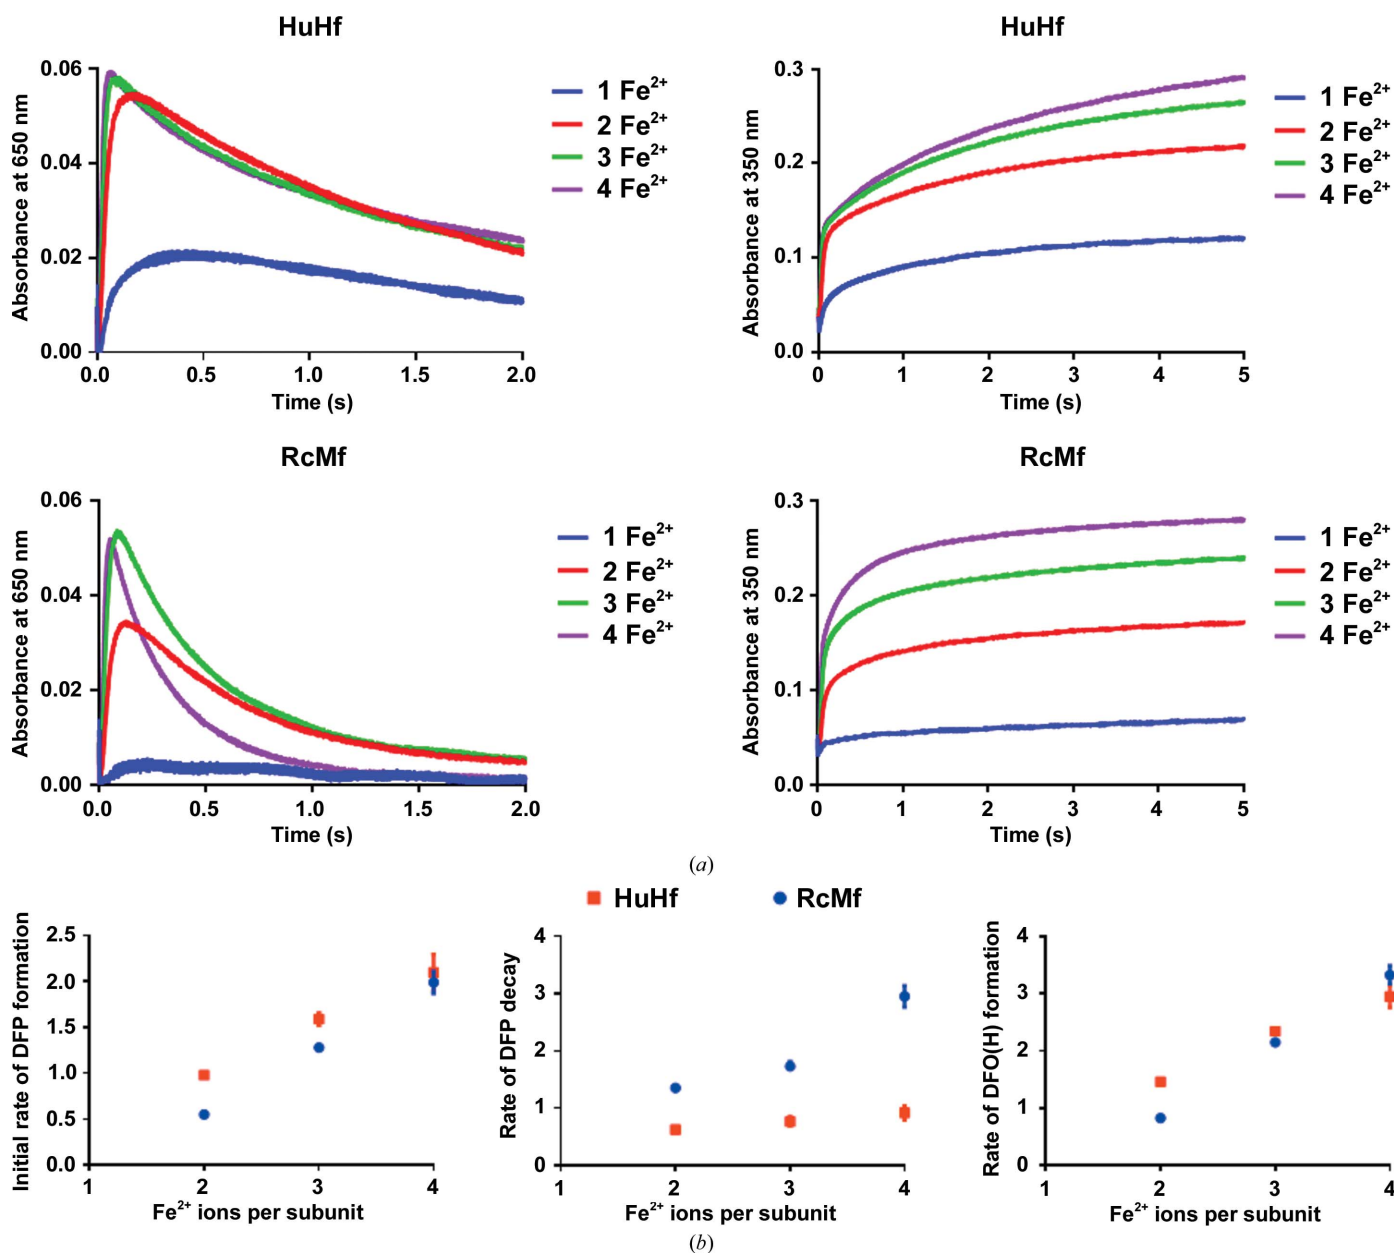 HuHf
Absorbance at 650 nm
0.06
0.04
0.02
0.00
0.0 0.5 1.0 1.5 2.0
Time (s)
1 Fe²⁺
2 Fe²⁺
3 Fe²⁺
4 Fe²⁺
HuHf
Absorbance at 350 nm
0.3
0.2
0.1
0.0
0 1 2 3 4 5
Time (s)
1 Fe²⁺
2 Fe²⁺
3 Fe²⁺
4 Fe²⁺
RcMf
Absorbance at 650 nm
0.06
0.04
0.02
0.00
0.0 0.5 1.0 1.5 2.0
Time (s)
1 Fe²⁺
2 Fe²⁺
3 Fe²⁺
4 Fe²⁺
RcMf
Absorbance at 350 nm
0.3
0.2
0.1
0.0
0 1 2 3 4 5
Time (s)
1 Fe²⁺
2 Fe²⁺
3 Fe²⁺
4 Fe²⁺
(a)
HuHf RcMf
Initial rate of DFP formation
2.5
2.0
1.5
1.0
0.5
0.0
1 2 3 4
Fe²⁺ ions per subunit
Rate of DFP decay
4
3
2
1
0
1 2 3 4
Fe²⁺ ions per subunit
Rate of DFO(H) formation
4
3
2
1
0
1 2 3 4
Fe²⁺ ions per subunit
(b)